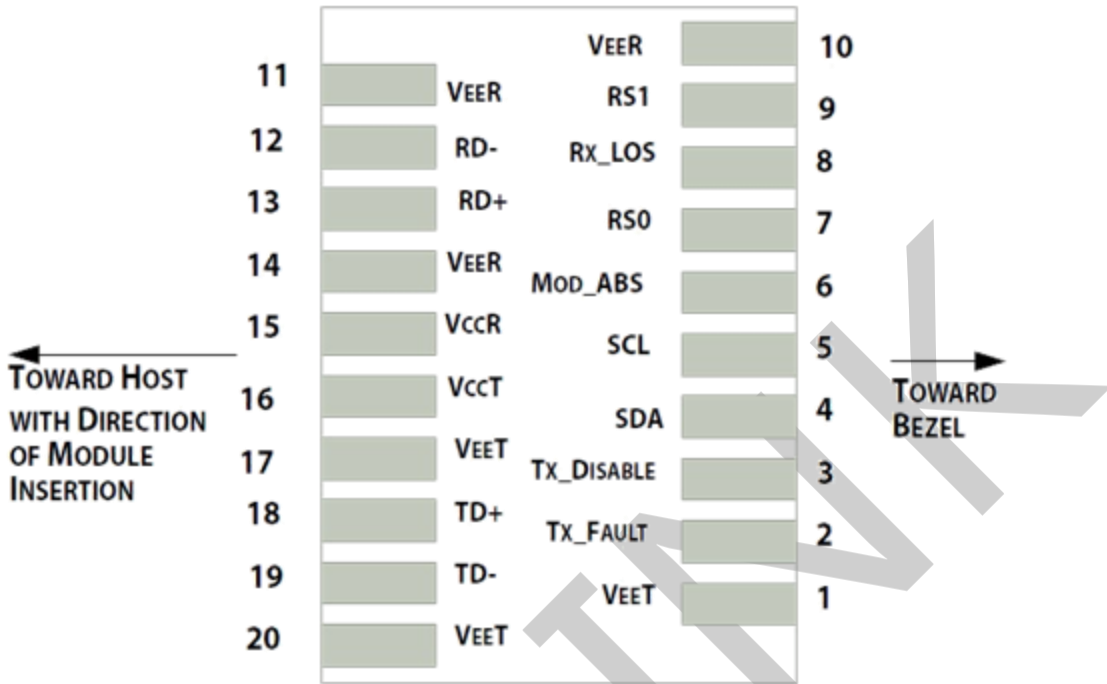 11 VEER
12 RD-
13 RD+
14 VEER
15 VCCR
16 VCCT
17 VEET
18 TD+
19 TD-
20 VEET
VEER 10
RS1 9
RX_LOS 8
RS0 7
MOD_ABS 6
SCL 5
SDA 4
TX_DISABLE 3
TX_FAULT 2
VEET 1
TOWARD HOST
WITH DIRECTION
OF MODULE
INSERTION
TOWARD
BEZEL